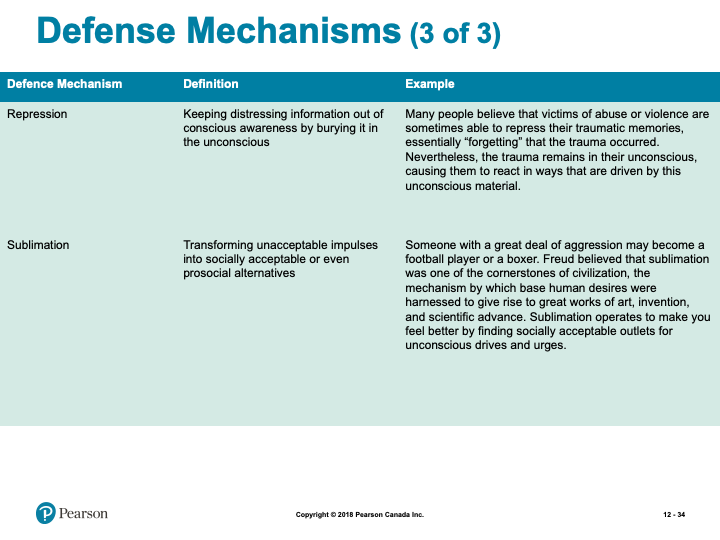 Defense Mechanisms (3 of 3)
Defence Mechanism
Definition
Example
Repression
Keeping distressing information out of
conscious awareness by burying it in
the unconscious
Many people believe that victims of abuse or violence are
sometimes able to repress their traumatic memories,
essentially “forgetting” that the trauma occurred.
Nevertheless, the trauma remains in their unconscious,
causing them to react in ways that are driven by this
unconscious material.
Sublimation
Transforming unacceptable impulses
into socially acceptable or even
prosocial alternatives
Someone with a great deal of aggression may become a
football player or a boxer. Freud believed that sublimation
was one of the cornerstones of civilization, the
mechanism by which base human desires were
harnessed to give rise to great works of art, invention,
and scientific advance. Sublimation operates to make you
feel better by finding socially acceptable outlets for
unconscious drives and urges.
P Pearson
Copyright © 2018 Pearson Canada Inc.
12 - 34